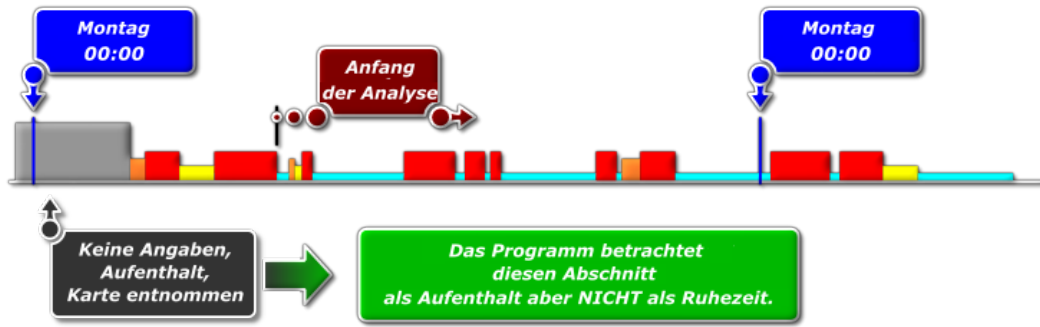 Montag
00:00
Anfang
der Analyse
Montag
00:00
Keine Angaben,
Aufenthalt,
Karte entnommen
Das Programm betrachtet
diesen Abschnitt
als Aufenthalt aber NICHT als Ruhezeit.